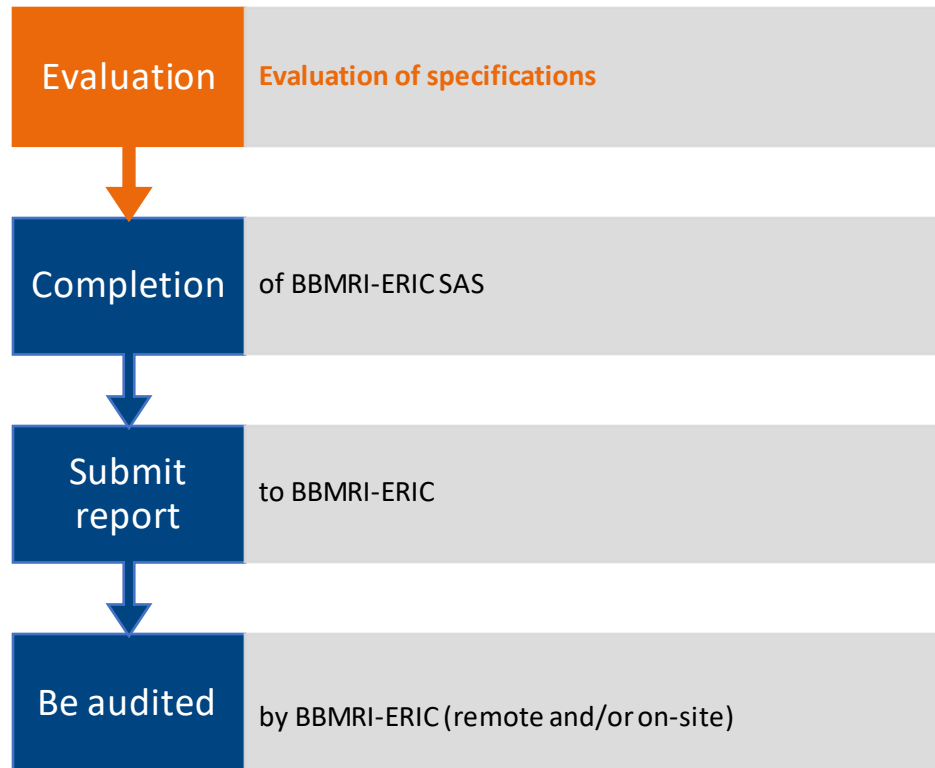 Evaluation
Evaluation of specifications
Completion
of BBMRI-ERIC SAS
Submit
report
to BBMRI-ERIC
Be audited
by BBMRI-ERIC (remote and/or on-site)